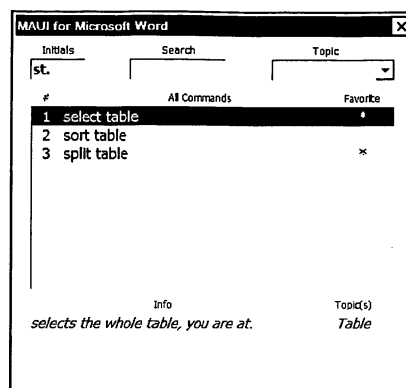 MAUI for Microsoft Word
Initials Search Topic
st.
# All Commands Favorite
1 select table *
2 sort table
3 split table *
Info Topic(s)
selects the whole table, you are at. Table